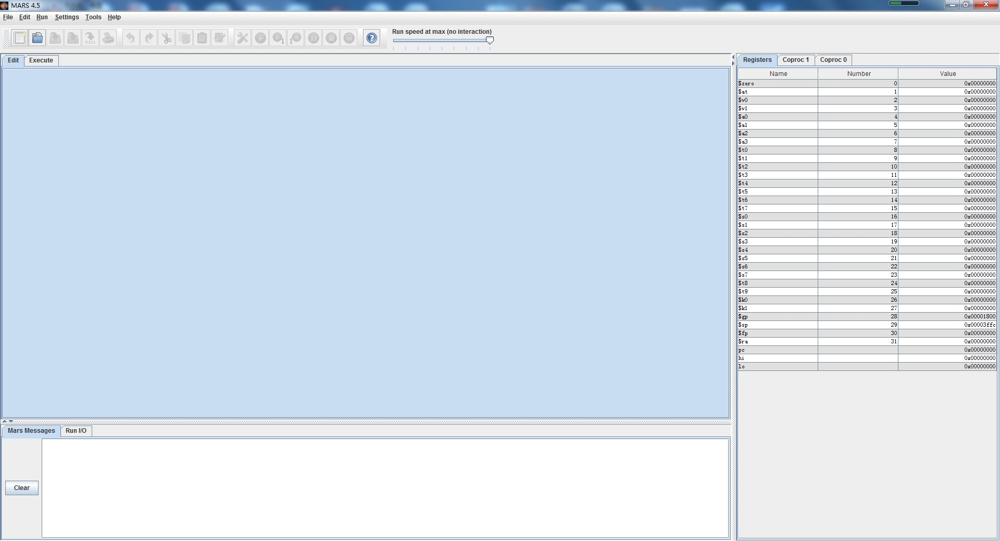 MARS 4.5
File Edit Run Settings Tools Help
Run speed at max (no interaction)
Edit Execute
Registers Coproc 1 Coproc 0
Name Number Value
$zero 0 0x00000000
$at 1 0x00000000
$v0 2 0x00000000
$v1 3 0x00000000
$a0 4 0x00000000
$a1 5 0x00000000
$a2 6 0x00000000
$a3 7 0x00000000
$t0 8 0x00000000
$t1 9 0x00000000
$t2 10 0x00000000
$t3 11 0x00000000
$t4 12 0x00000000
$t5 13 0x00000000
$t6 14 0x00000000
$t7 15 0x00000000
$s0 16 0x00000000
$s1 17 0x00000000
$s2 18 0x00000000
$s3 19 0x00000000
$s4 20 0x00000000
$s5 21 0x00000000
$s6 22 0x00000000
$s7 23 0x00000000
$t8 24 0x00000000
$t9 25 0x00000000
$k0 26 0x00000000
$k1 27 0x00000000
$gp 28 0x00001800
$sp 29 0x00003ffc
$fp 30 0x00000000
$ra 31 0x00000000
pc 0x00000000
hi 0x00000000
lo 0x00000000
Mars Messages Run I/O
Clear